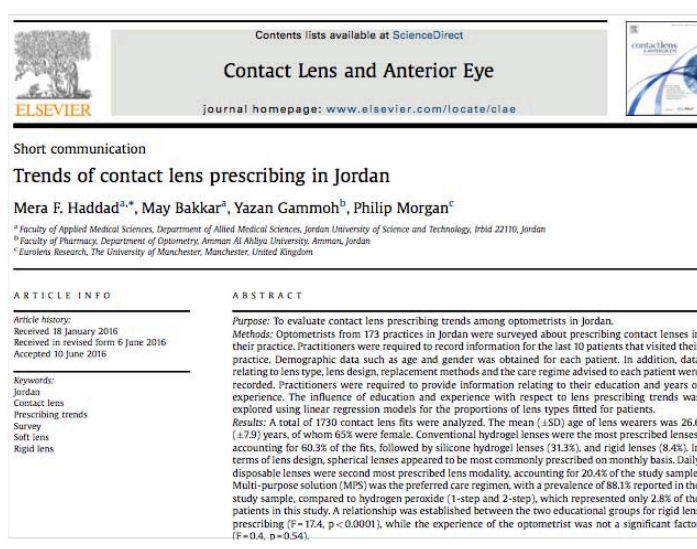 Contents lists available at ScienceDirect
Contact Lens and Anterior Eye
journal homepage: www.elsevier.com/locate/clae
ELSEVIER
contactlens
Short communication
Trends of contact lens prescribing in Jordan
Mera F. Haddada,*, May Bakkara, Yazan Gammohb, Philip Morganc
a Faculty of Applied Medical Sciences, Department of Allied Medical Sciences, Jordan University of Science and Technology, Irbid 22110, Jordan
b Faculty of Pharmacy, Department of Optometry, Amman Al Ahliya University, Amman, Jordan
c Eurolens Research, The University of Manchester, Manchester, United Kingdom
ARTICLE INFO
Article history:
Received 18 January 2016
Received in revised form 6 June 2016
Accepted 10 June 2016
Keywords:
Jordan
Contact lens
Prescribing trends
Survey
Soft lens
Rigid lens
ABSTRACT
Purpose: To evaluate contact lens prescribing trends among optometrists in Jordan.
Methods: Optometrists from 173 practices in Jordan were surveyed about prescribing contact lenses in
their practice. Practitioners were required to record information for the last 10 patients that visited their
practice. Demographic data such as age and gender was obtained for each patient. In addition, data
relating to lens type, lens design, replacement methods and the care regime advised to each patient were
recorded. Practitioners were required to provide information relating to their education and years of
experience. The influence of education and experience with respect to lens prescribing trends was
explored using linear regression models for the proportions of lens types fitted for patients.
Results: A total of 1730 contact lens fits were analyzed. The mean (±SD) age of lens wearers was 26.6
(±7.9) years, of whom 65% were female. Conventional hydrogel lenses were the most prescribed lenses,
accounting for 60.3% of the fits, followed by silicone hydrogel lenses (31.3%), and rigid lenses (8.4%). In
terms of lens design, spherical lenses appeared to be most commonly prescribed on monthly basis. Daily
disposable lenses were second most prescribed lens modality, accounting for 20.4% of the study sample.
Multi-purpose solution (MPS) was the preferred care regimen, with a prevalence of 88.1% reported in the
study sample, compared to hydrogen peroxide (1-step and 2-step), which represented only 2.8% of the
patients in this study. A relationship was established between the two educational groups for rigid lens
prescribing (F=17.4, p<0.0001), while the experience of the optometrist was not a significant factor
(F=0.4, p=0.54).